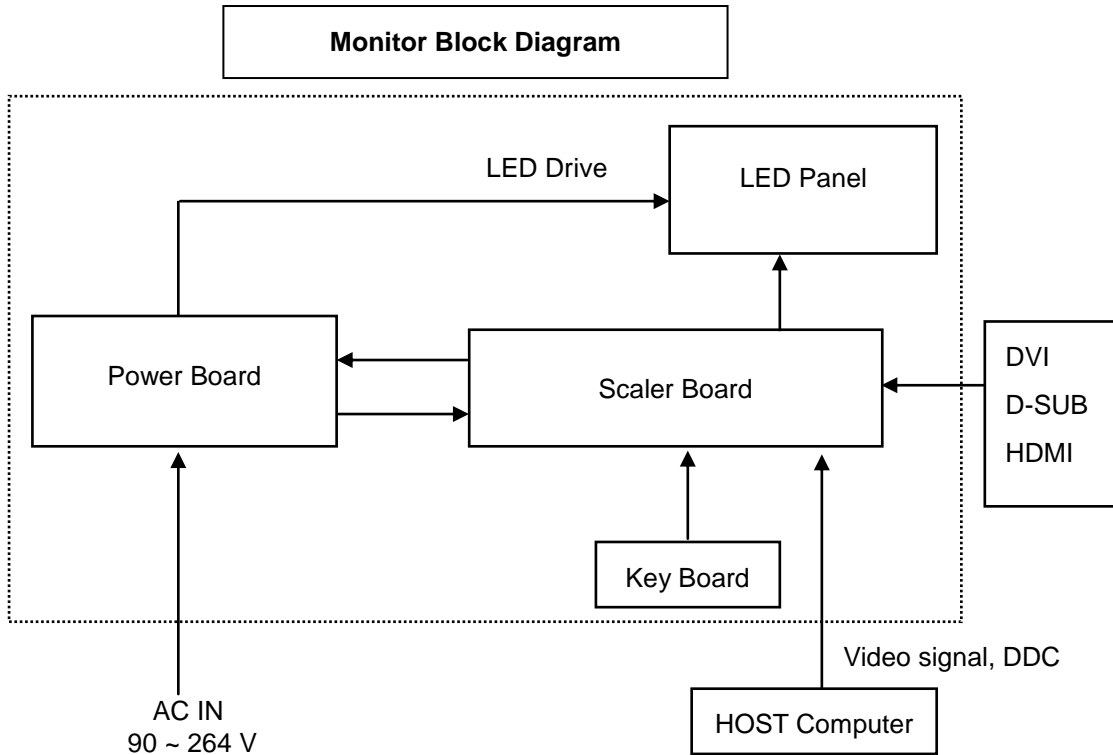 Monitor Block Diagram
LED Drive
LED Panel
Power Board
Scaler Board
DVI
D-SUB
HDMI
Key Board
Video signal, DDC
AC IN
90 ~ 264 V
HOST Computer